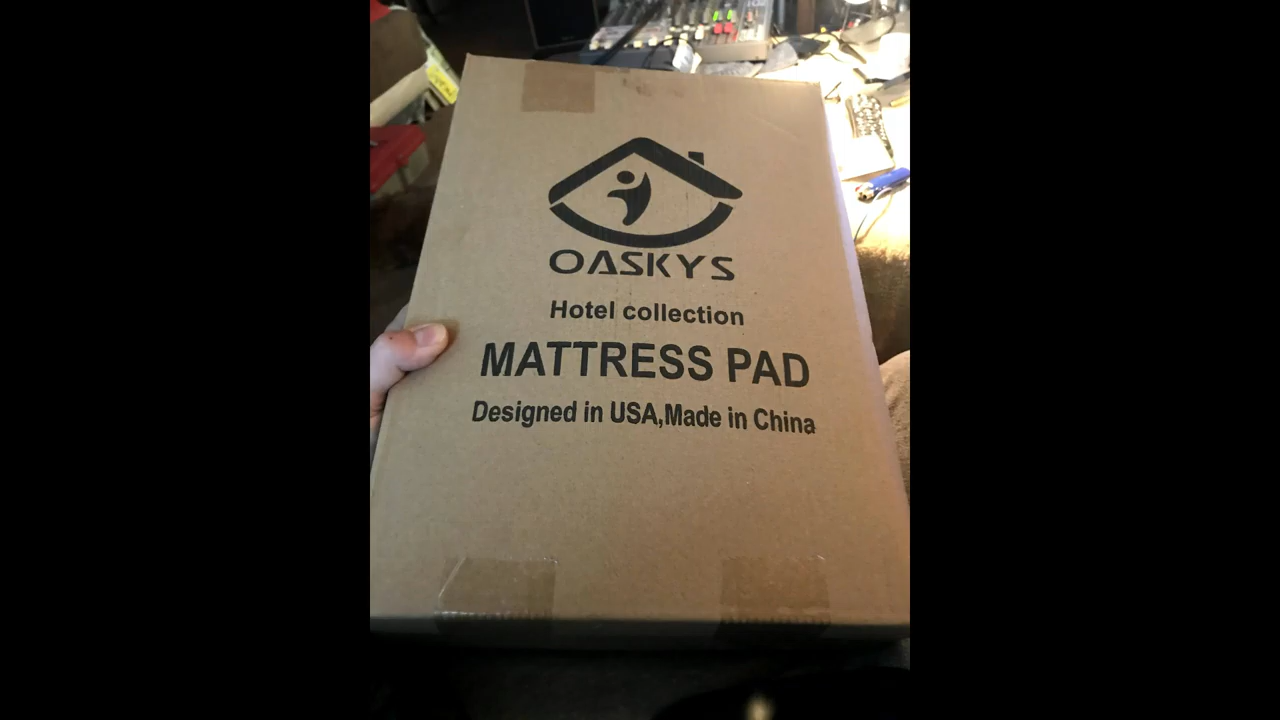 OASKYS
Hotel collection
MATTRESS PAD
Designed in USA,Made in China